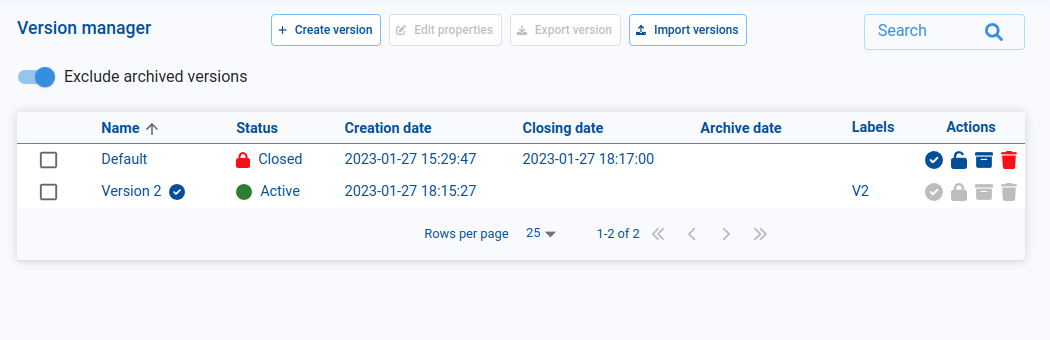 Version manager
Create version
Edit properties
Export version
Import versions
Search
Exclude archived versions
Name Status Creation date Closing date Archive date Labels Actions
Default Closed 2023-01-27 15:29:47 2023-01-27 18:17:00
Version 2 Active 2023-01-27 18:15:27 V2
Rows per page 25 1-2 of 2